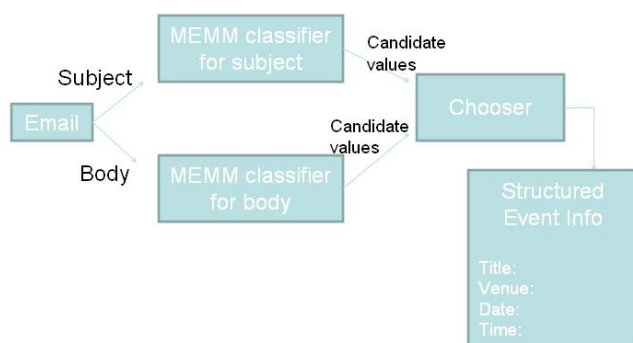 Email
Subject
Body
MEMM classifier
for subject
MEMM classifier
for body
Candidate
values
Candidate
values
Chooser
Structured
Event Info
Title:
Venue:
Date:
Time: